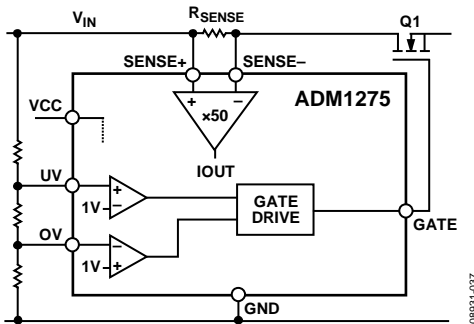 VIN
RSENSE
Q1
SENSE+
SENSE–
ADM1275
VCC
+
–
×50
IOUT
UV
+
1V
–
GATE
DRIVE
GATE
OV
–
1V
+
GND
08931-037